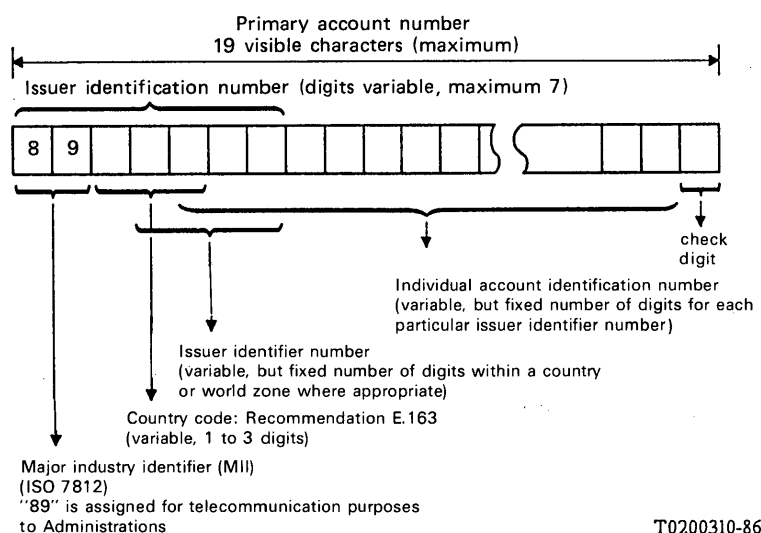 Primary account number
19 visible characters (maximum)
Issuer identification number (digits variable, maximum 7)
8 9
check
digit
Individual account identification number
(variable, but fixed number of digits for each
particular issuer identifier number)
Issuer identifier number
(variable, but fixed number of digits within a country
or world zone where appropriate)
Country code: Recommendation E.163
(variable, 1 to 3 digits)
Major industry identifier (MII)
(ISO 7812)
"89" is assigned for telecommunication purposes
to Administrations
T0200310-86